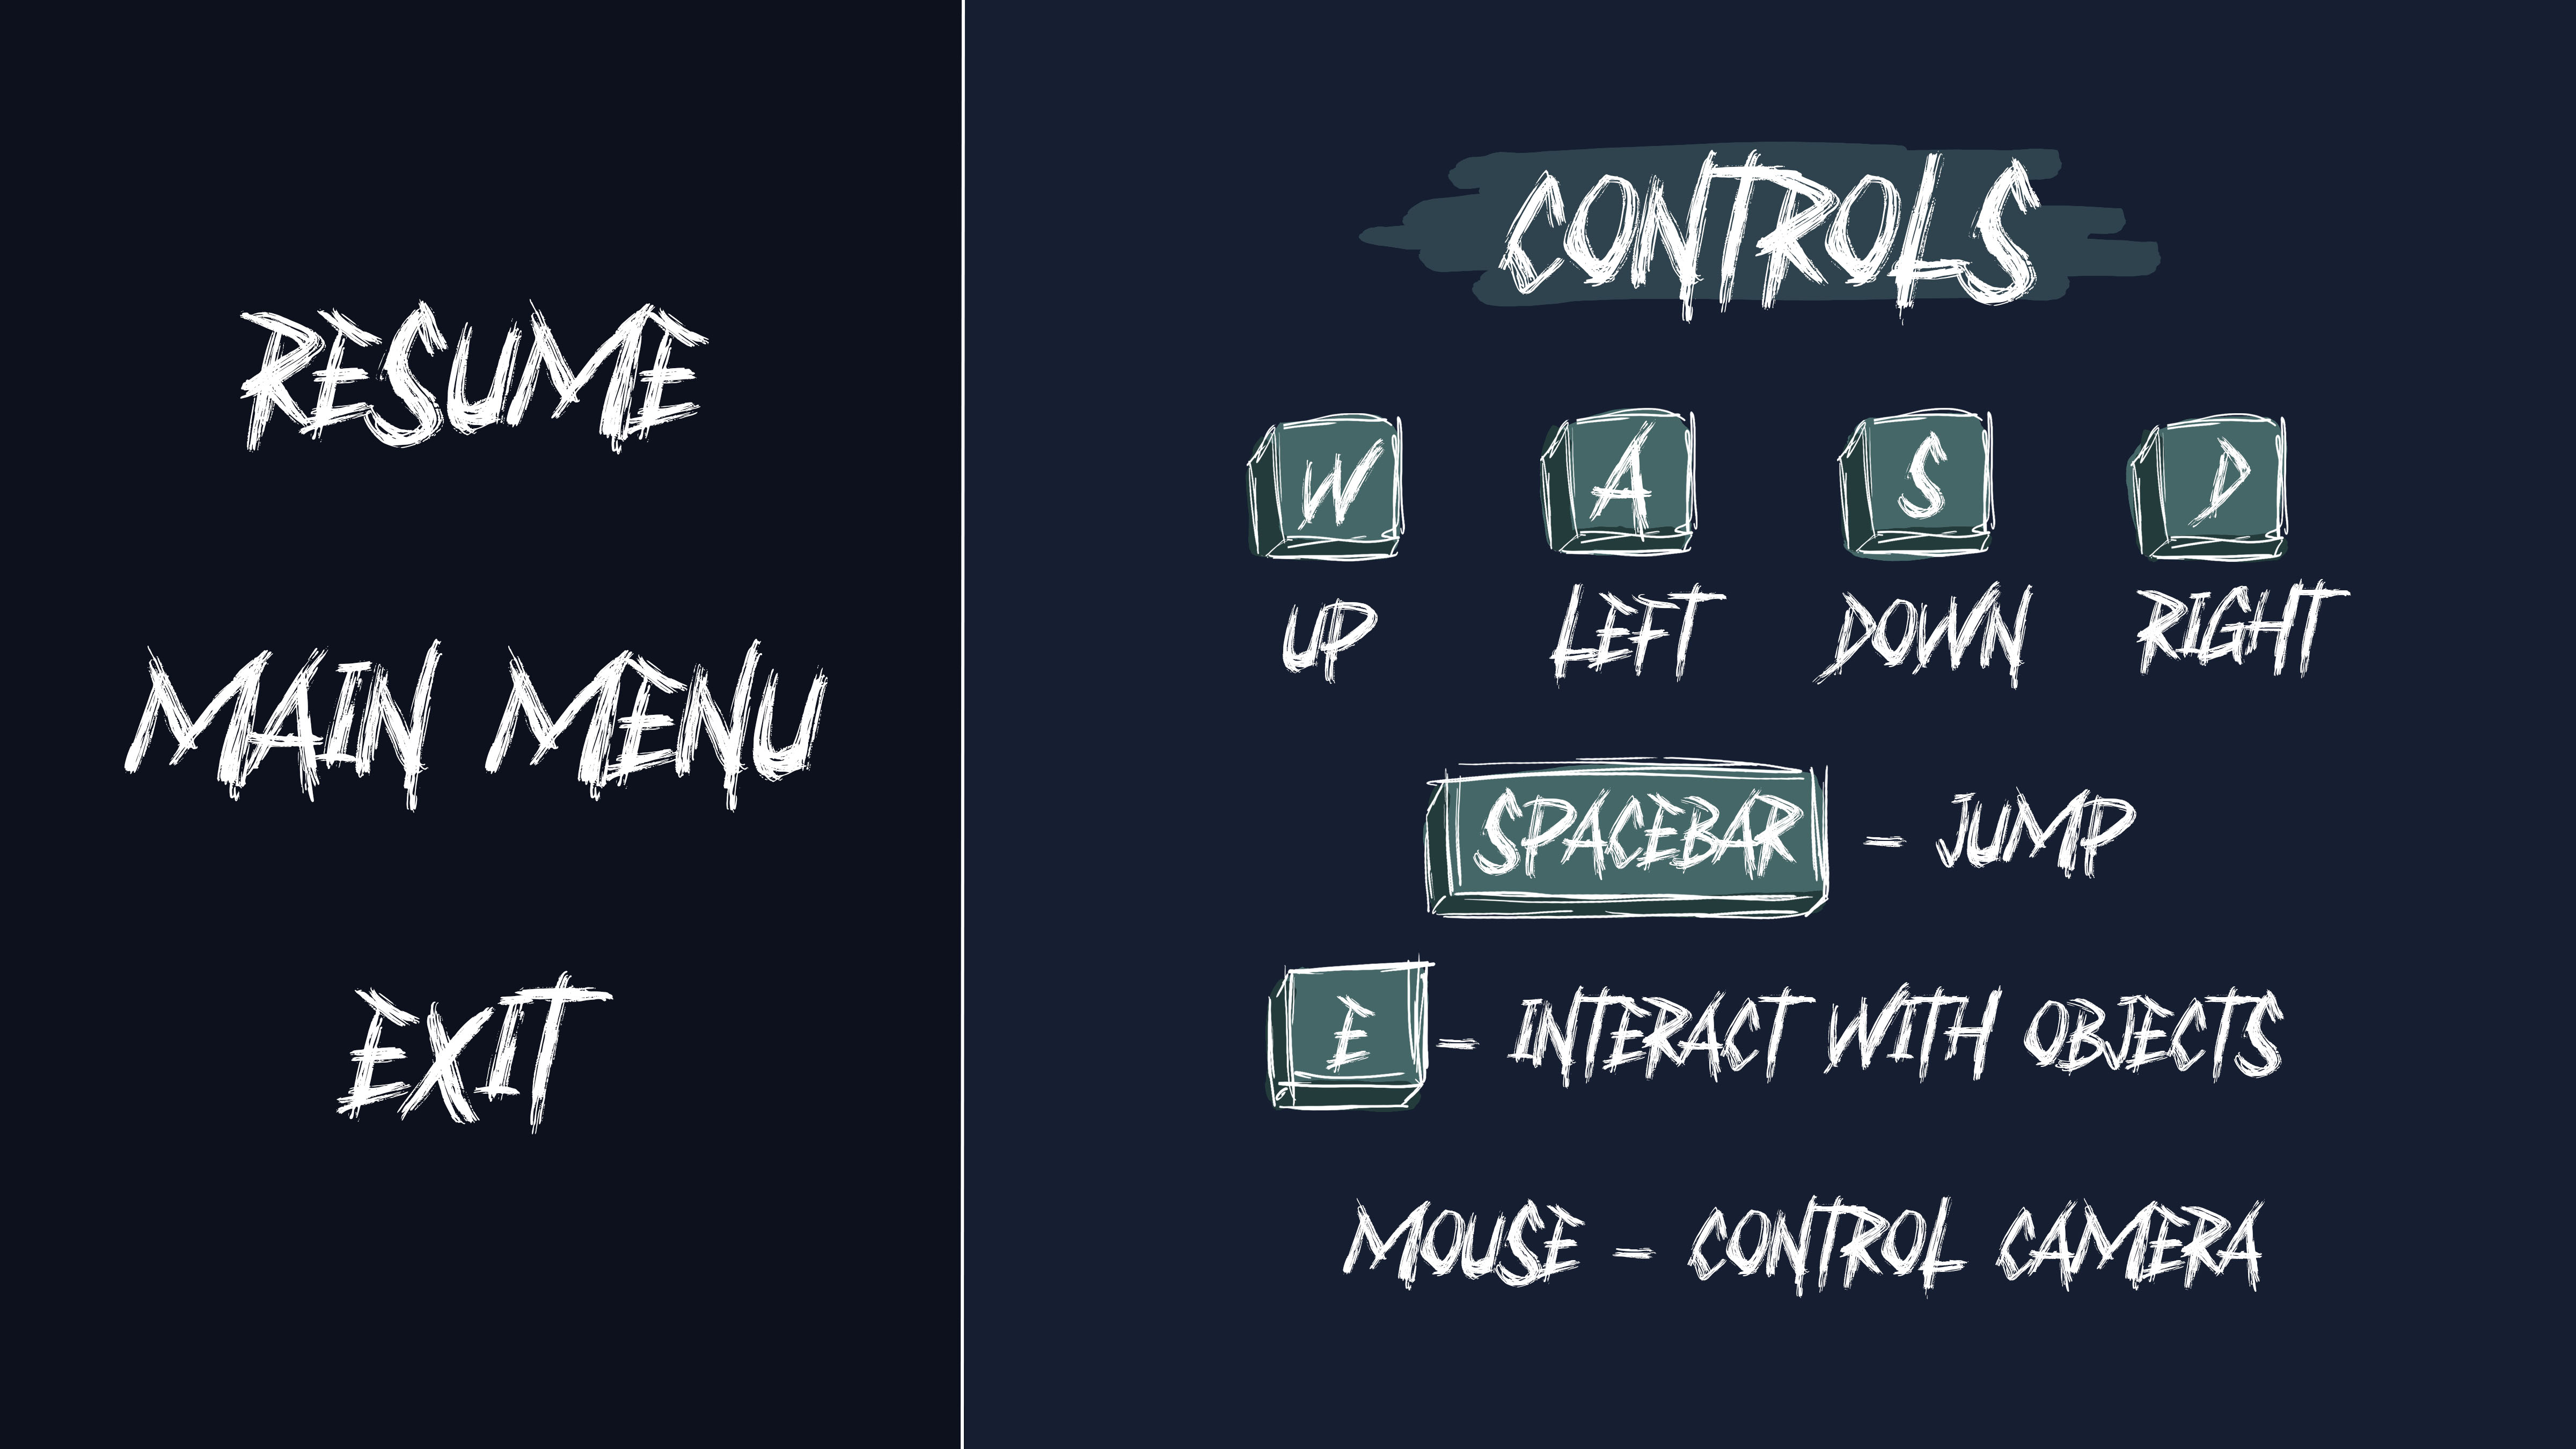 RESUME
MAIN MENU
EXIT
CONTROLS
W A S D
UP LEFT DOWN RIGHT
SPACEBAR - JUMP
E - INTERACT WITH OBJECTS
MOUSE - CONTROL CAMERA